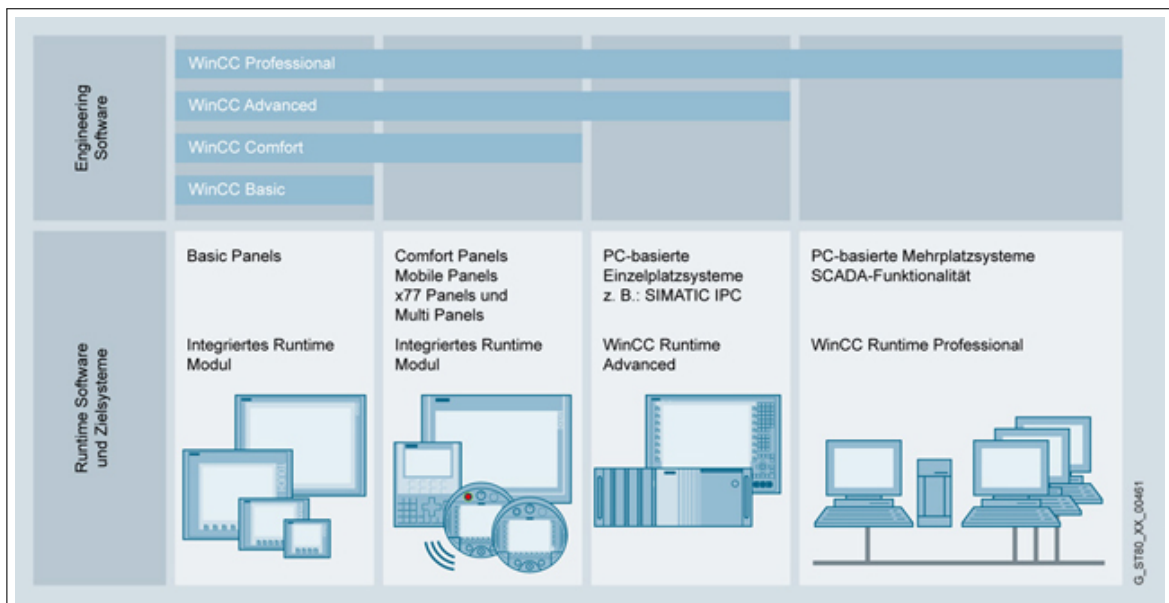 Engineering
Software
WinCC Professional
WinCC Advanced
WinCC Comfort
WinCC Basic
Runtime Software
und Zielsysteme
Basic Panels
Integriertes Runtime
Modul
Comfort Panels
Mobile Panels
x77 Panels und
Multi Panels
Integriertes Runtime
Modul
PC-basierte
Einzelplatzsysteme
z. B.: SIMATIC IPC
WinCC Runtime
Advanced
PC-basierte Mehrplatzsysteme
SCADA-Funktionalität
WinCC Runtime Professional
G_ST80_XX_00461